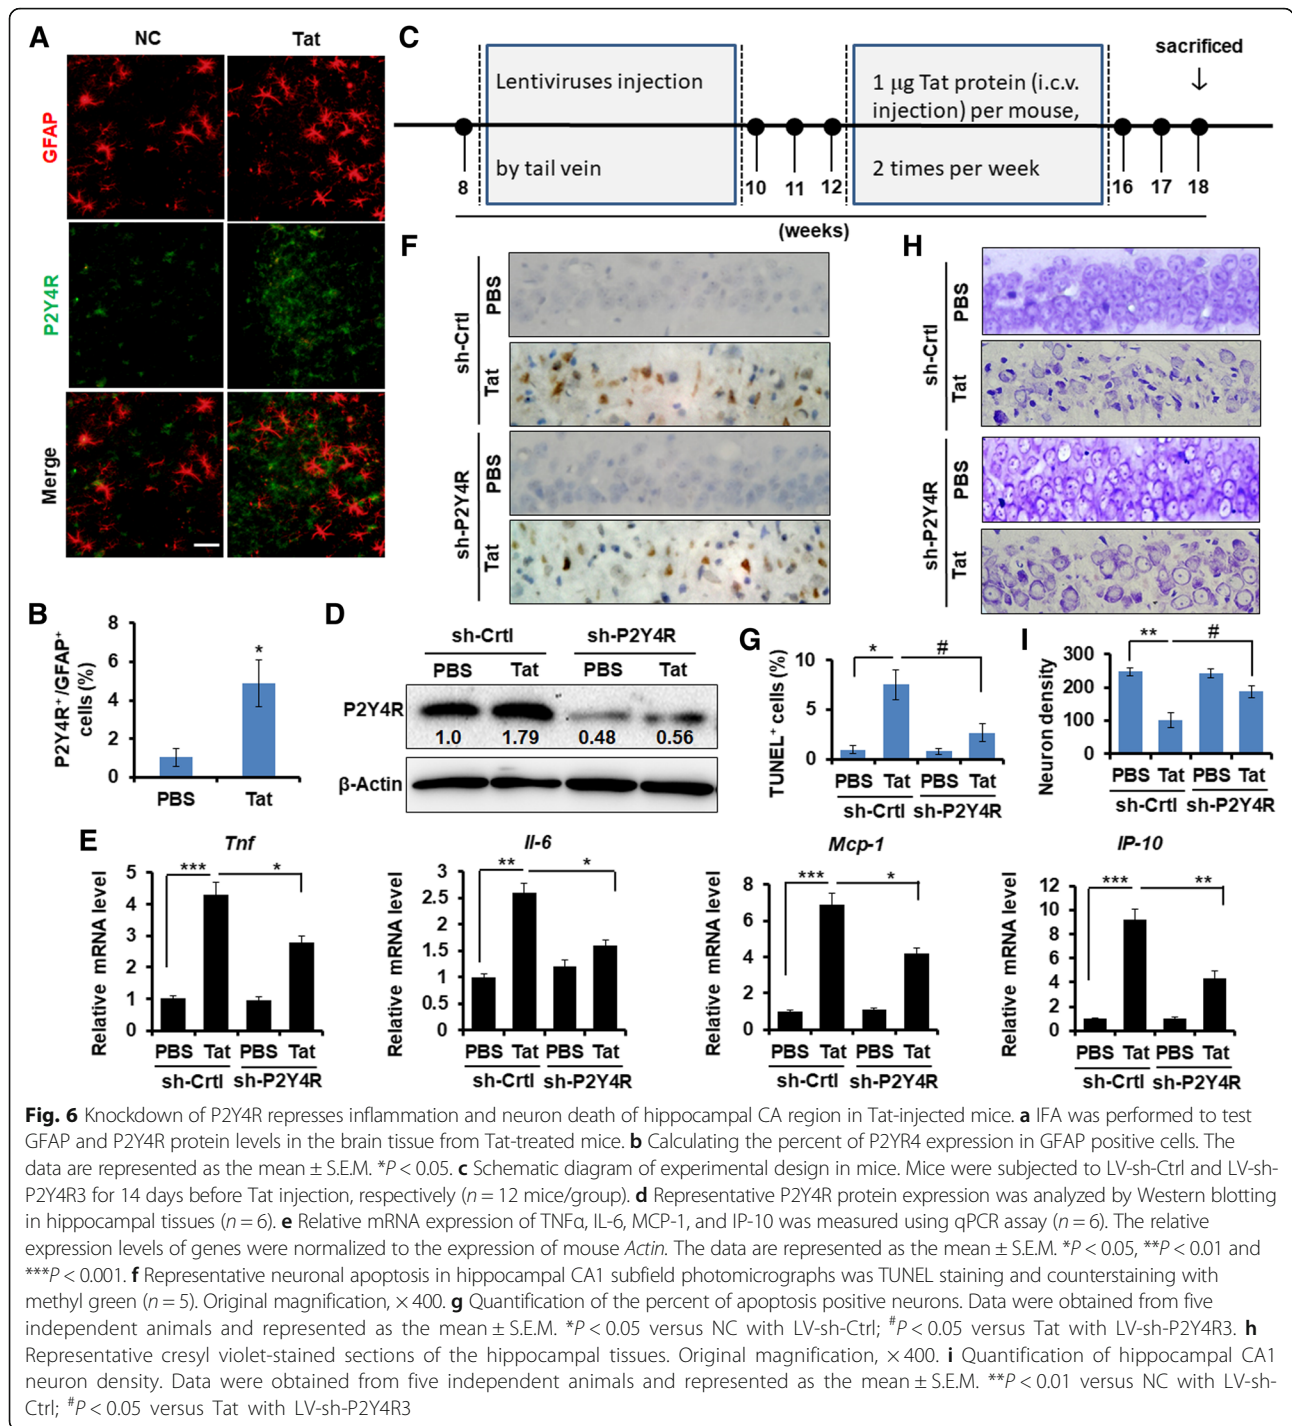 A
NC
Tat
GFAP
P2Y4R
Merge
C
Lentiviruses injection
by tail vein
1 µg Tat protein (i.c.v.
injection) per mouse,
2 times per week
sacrificed
↓
8
10
11
12
16
17
18
(weeks)
F
sh-Crtl
PBS
Tat
sh-P2Y4R
PBS
Tat
H
sh-Crtl
PBS
Tat
sh-P2Y4R
PBS
Tat
B
P2Y4R⁺/GFAP⁺
cells (%)
8
6
4
2
0
*
PBS
Tat
D
sh-Crtl
sh-P2Y4R
PBS
Tat
PBS
Tat
P2Y4R
1.0
1.79
0.48
0.56
β-Actin
G
TUNEL⁺ cells (%)
10
5
0
*
#
PBS
Tat
PBS
Tat
sh-Crtl
sh-P2Y4R
I
Neuron density
300
200
100
0
**
#
PBS
Tat
PBS
Tat
sh-Crtl
sh-P2Y4R
E
Tnf
Relative mRNA level
5
4
3
2
1
0
***
*
PBS Tat PBS Tat
sh-Crtl sh-P2Y4R
Il-6
Relative mRNA level
3
2.5
2
1.5
1
0.5
0
**
*
PBS Tat PBS Tat
sh-Crtl sh-P2Y4R
Mcp-1
Relative mRNA level
8
6
4
2
0
***
*
PBS Tat PBS Tat
sh-Crtl sh-P2Y4R
IP-10
Relative mRNA level
12
10
8
6
4
2
0
***
**
PBS Tat PBS Tat
sh-Crtl sh-P2Y4R
Fig. 6 Knockdown of P2Y4R represses inflammation and neuron death of hippocampal CA region in Tat-injected mice. a IFA was performed to test
GFAP and P2Y4R protein levels in the brain tissue from Tat-treated mice. b Calculating the percent of P2YR4 expression in GFAP positive cells. The
data are represented as the mean ± S.E.M. *P < 0.05. c Schematic diagram of experimental design in mice. Mice were subjected to LV-sh-Ctrl and LV-sh-
P2Y4R3 for 14 days before Tat injection, respectively (n = 12 mice/group). d Representative P2Y4R protein expression was analyzed by Western blotting
in hippocampal tissues (n = 6). e Relative mRNA expression of TNFα, IL-6, MCP-1, and IP-10 was measured using qPCR assay (n = 6). The relative
expression levels of genes were normalized to the expression of mouse Actin. The data are represented as the mean ± S.E.M. *P < 0.05, **P < 0.01 and
***P < 0.001. f Representative neuronal apoptosis in hippocampal CA1 subfield photomicrographs was TUNEL staining and counterstaining with
methyl green (n = 5). Original magnification, × 400. g Quantification of the percent of apoptosis positive neurons. Data were obtained from five
independent animals and represented as the mean ± S.E.M. *P < 0.05 versus NC with LV-sh-Ctrl; #P < 0.05 versus Tat with LV-sh-P2Y4R3. h
Representative cresyl violet-stained sections of the hippocampal tissues. Original magnification, × 400. i Quantification of hippocampal CA1
neuron density. Data were obtained from five independent animals and represented as the mean ± S.E.M. **P < 0.01 versus NC with LV-sh-
Ctrl; #P < 0.05 versus Tat with LV-sh-P2Y4R3